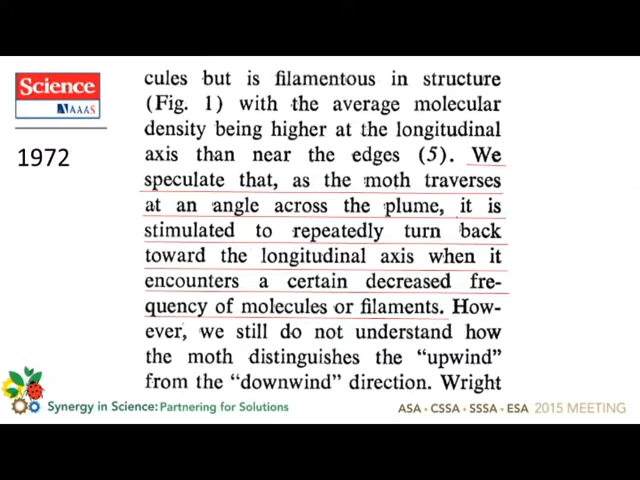 Science
AAAS
1972
cules but is filamentous in structure
(Fig. 1) with the average molecular
density being higher at the longitudinal
axis than near the edges (5). We
speculate that, as the moth traverses
at an angle across the plume, it is
stimulated to repeatedly turn back
toward the longitudinal axis when it
encounters a certain decreased fre-
quency of molecules or filaments. How-
ever, we still do not understand how
the moth distinguishes the “upwind”
from the “downwind” direction. Wright
Synergy in Science: Partnering for Solutions
ASA • CSSA • SSSA • ESA 2015 MEETING